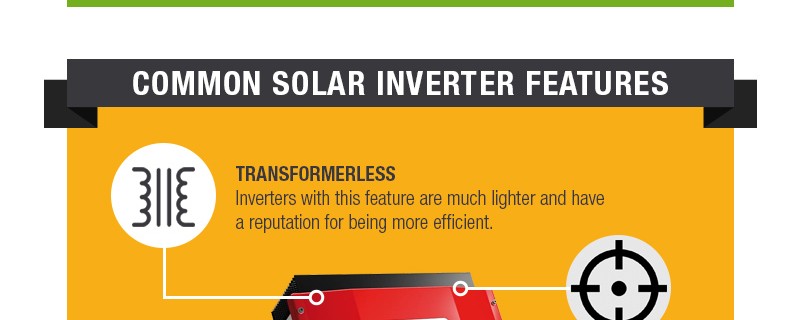 COMMON SOLAR INVERTER FEATURES
TRANSFORMERLESS
Inverters with this feature are much lighter and have
a reputation for being more efficient.